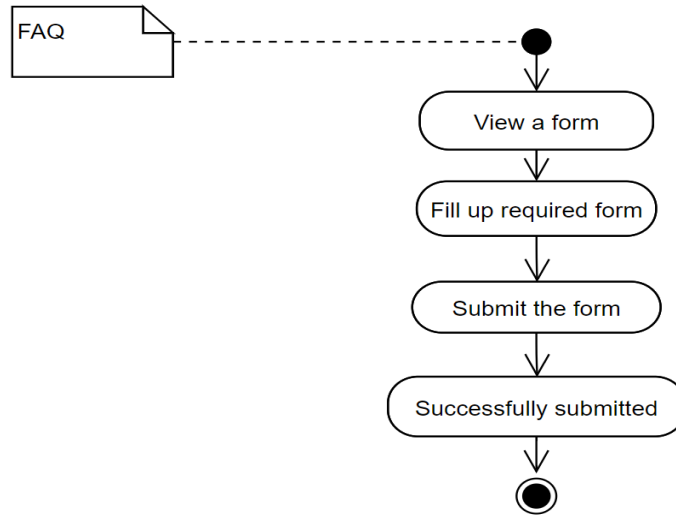 FAQ
View a form
Fill up required form
Submit the form
Successfully submitted